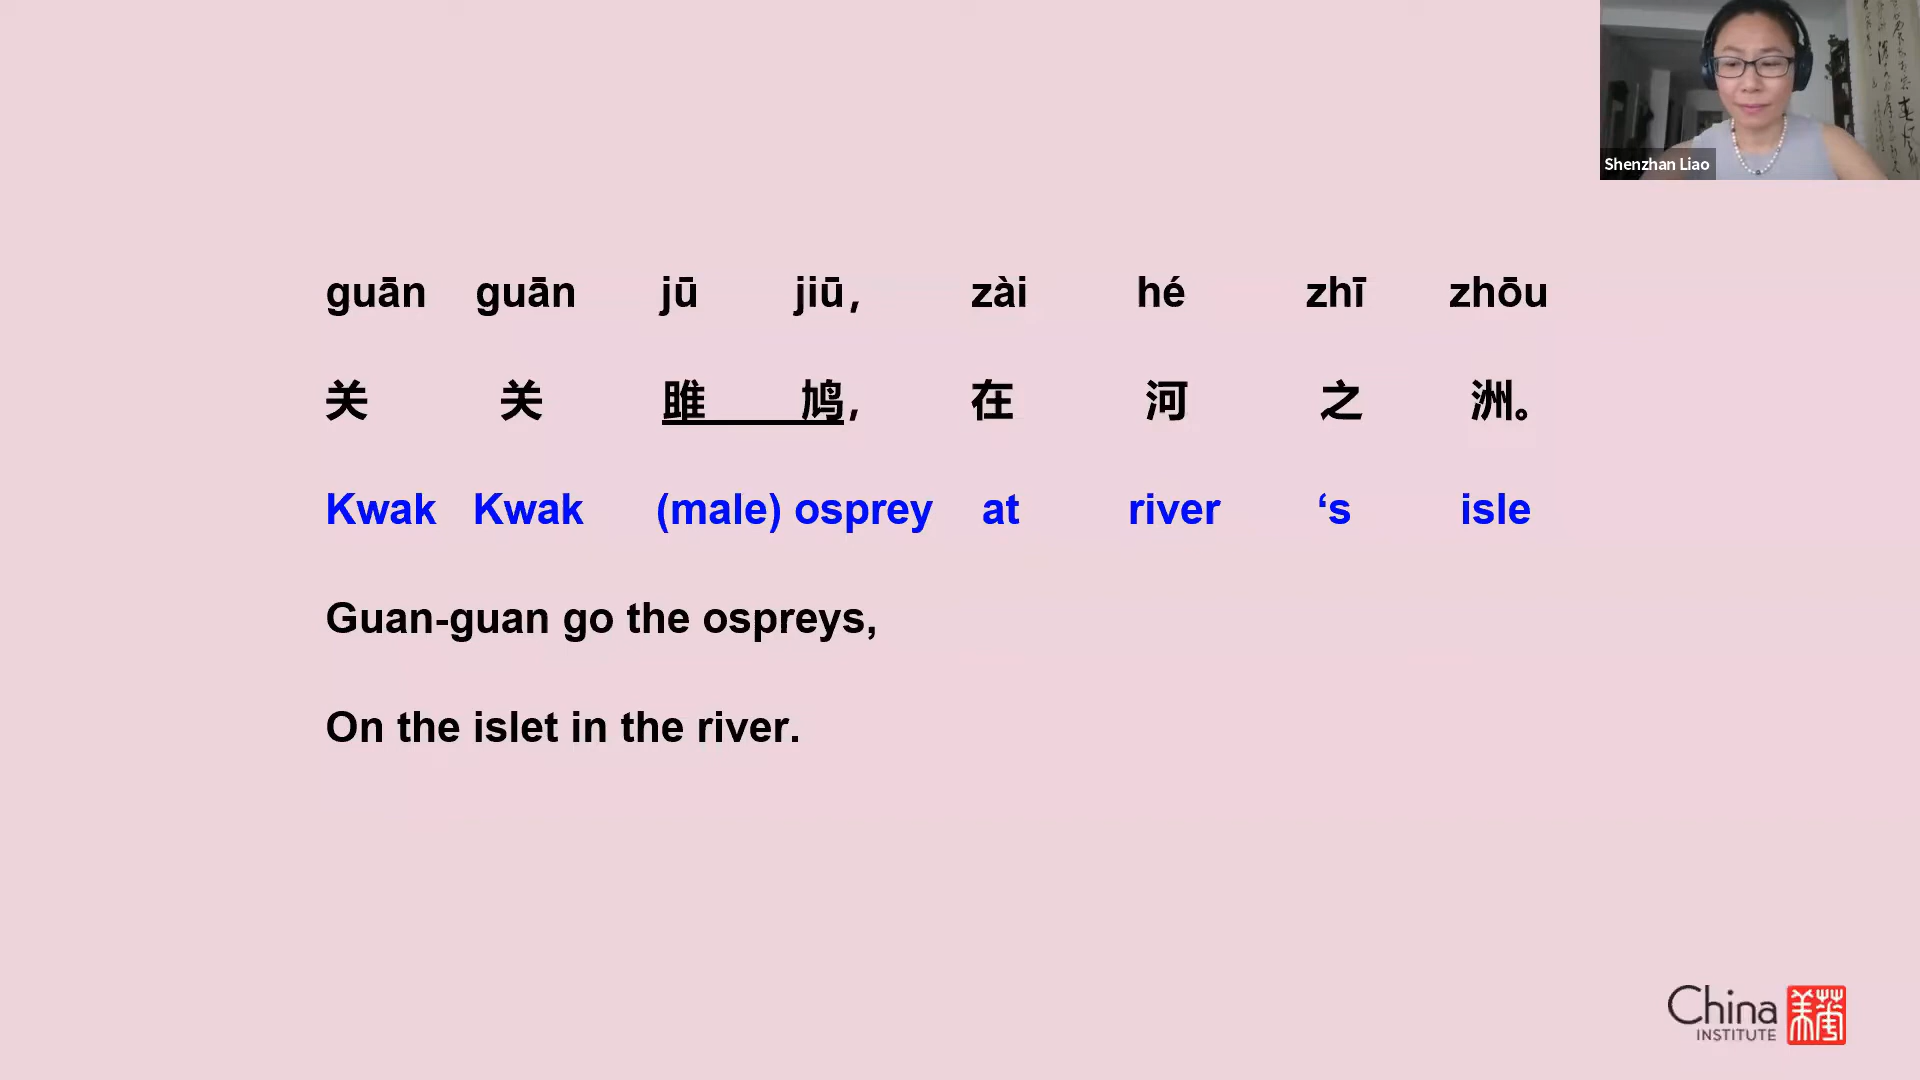 Shenzhan Liao
guān guān jū jiū, zài hé zhī zhōu
关 关 雎 鸠, 在 河 之 洲。
Kwak Kwak (male) osprey at river ‘s isle
Guan-guan go the ospreys,
On the islet in the river.
China
INSTITUTE